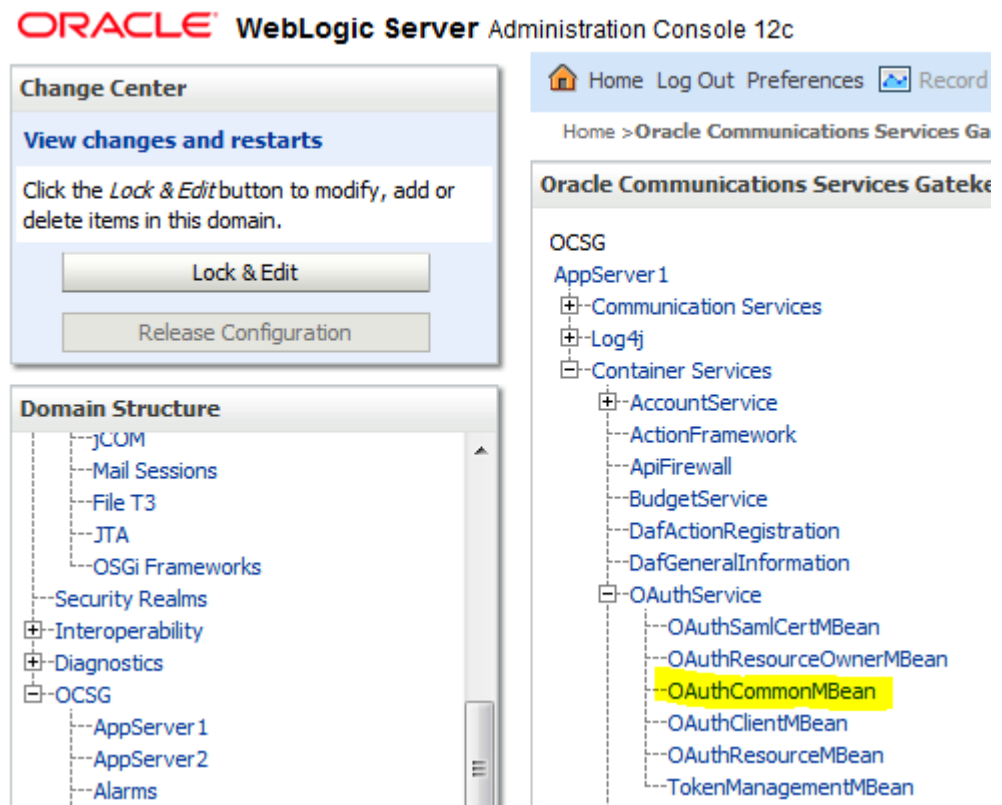 ORACLE WebLogic Server Administration Console 12c
Change Center
View changes and restarts
Click the Lock & Edit button to modify, add or
delete items in this domain.
Lock & Edit
Release Configuration
Domain Structure
jCOM
Mail Sessions
File T3
JTA
OSGi Frameworks
Security Realms
Interoperability
Diagnostics
OCSG
AppServer1
AppServer2
Alarms
Home Log Out Preferences Record
Home >Oracle Communications Services Ga
Oracle Communications Services Gateke
OCSG
AppServer1
Communication Services
Log4j
Container Services
AccountService
ActionFramework
ApiFirewall
BudgetService
DafActionRegistration
DafGeneralInformation
OAuthService
OAuthSamlCertMBean
OAuthResourceOwnerMBean
OAuthCommonMBean
OAuthClientMBean
OAuthResourceMBean
TokenManagementMBean